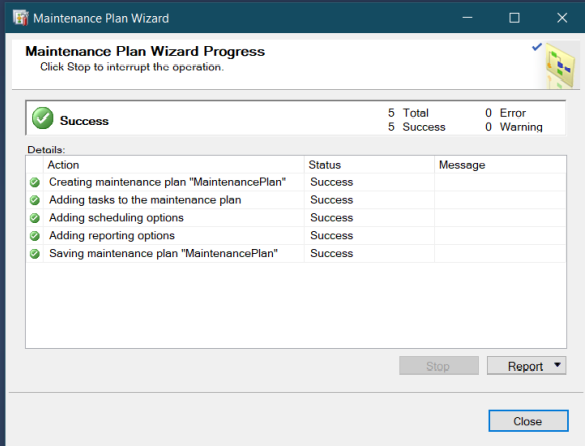 Maintenance Plan Wizard
Maintenance Plan Wizard Progress
Click Stop to interrupt the operation.
Success
5 Total 0 Error
5 Success 0 Warning
Details:
Action Status Message
Creating maintenance plan "MaintenancePlan" Success
Adding tasks to the maintenance plan Success
Adding scheduling options Success
Adding reporting options Success
Saving maintenance plan "MaintenancePlan" Success
Stop Report
Close